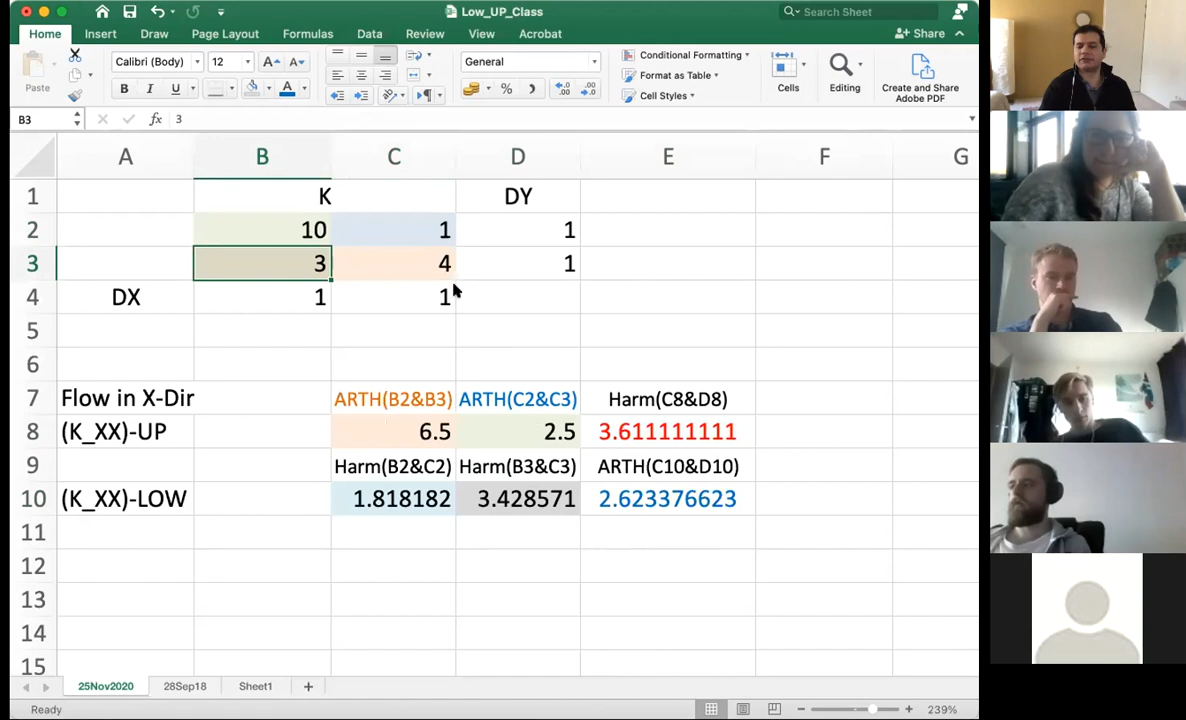 Low_UP_Class
Search Sheet
Home Insert Draw Page Layout Formulas Data Review View Acrobat Share
Paste
Calibri (Body) 12 A A
B I U A
General
% 
Conditional Formatting
Format as Table
Cell Styles
Cells
Editing
Create and Share
Adobe PDF
B3 fx 3
A B C D E F G
1 K DY
2 10 1 1
3 3 4 1
4 DX 1 1
5
6
7 Flow in X-Dir ARTH(B2&B3) ARTH(C2&C3) Harm(C8&D8)
8 (K_XX)-UP 6.5 2.5 3.611111111
9 Harm(B2&C2) Harm(B3&C3) ARTH(C10&D10)
10 (K_XX)-LOW 1.818182 3.428571 2.623376623
11
12
13
14
15
25Nov2020 28Sep18 Sheet1 +
Ready 239%